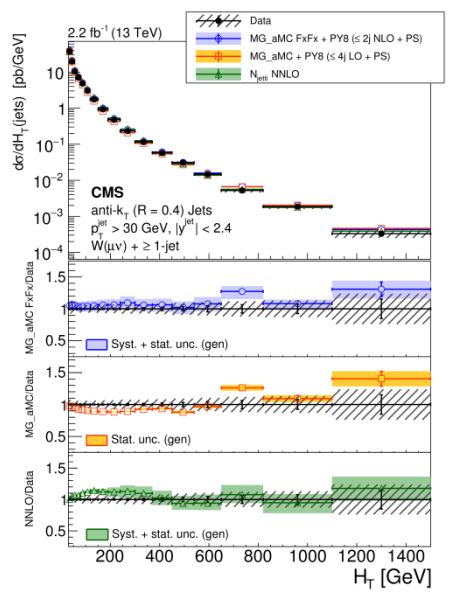 2.2 fb⁻¹ (13 TeV)
Data
MG_aMC FxFx + PY8 (≤ 2j NLO + PS)
MG_aMC + PY8 (≤ 4j LO + PS)
N_jetti NNLO
dσ/dH_T(jets) [pb/GeV]
10
1
10⁻¹
10⁻²
10⁻³
10⁻⁴
CMS
anti-k_T (R = 0.4) Jets
p_T^jet > 30 GeV, |y^jet| < 2.4
W(μν) + ≥ 1-jet
MG_aMC FxFx/Data
1.5
1
0.5
Syst. + stat. unc. (gen)
MG_aMC/Data
1.5
1
0.5
Stat. unc. (gen)
NNLO/Data
1.5
1
0.5
Syst. + stat. unc. (gen)
200 400 600 800 1000 1200 1400
H_T [GeV]